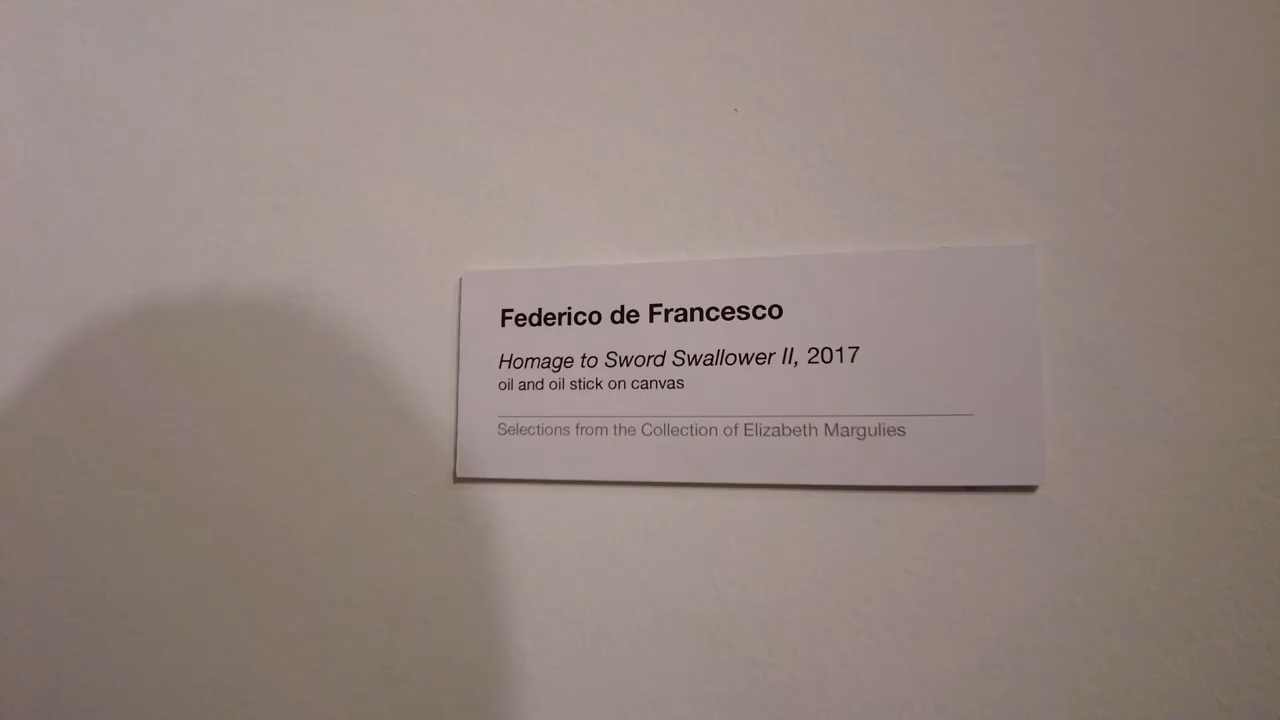 Federico de Francesco
Homage to Sword Swallower II, 2017
oil and oil stick on canvas
Selections from the Collection of Elizabeth Margulies